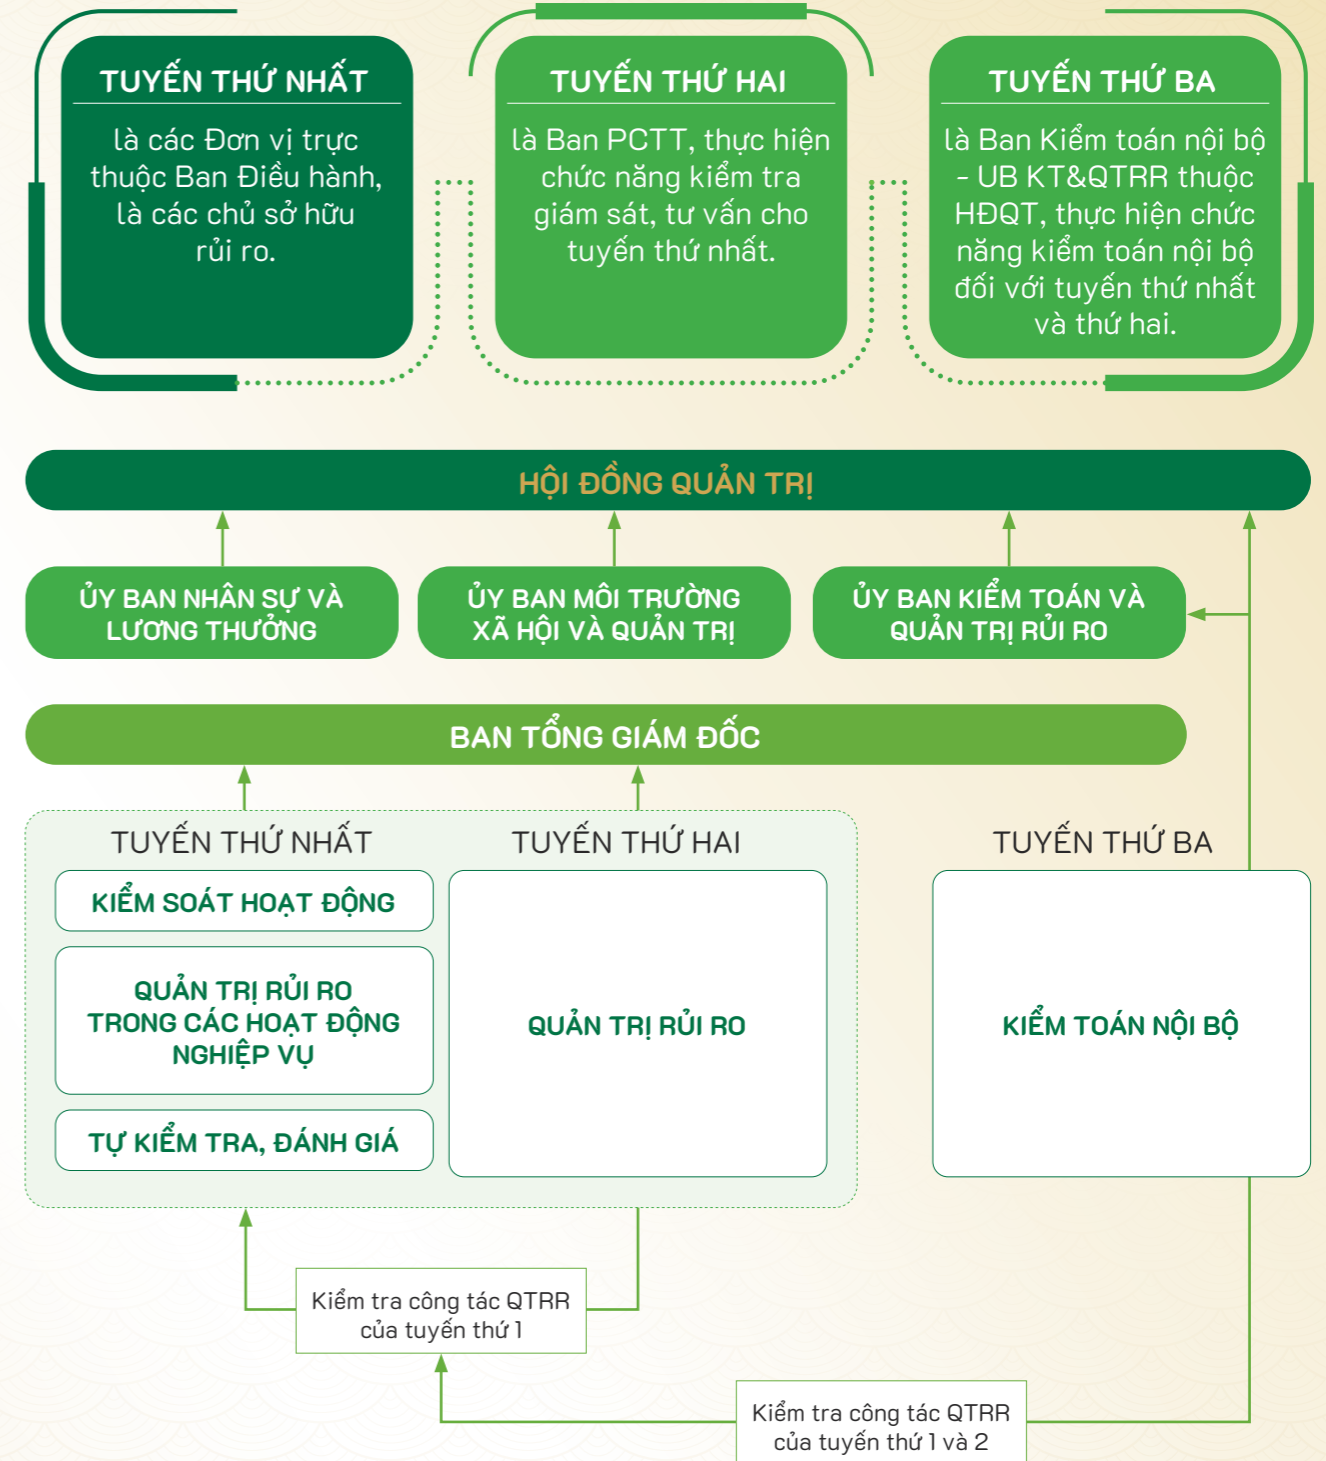 TUYẾN THỨ NHẤT
là các Đơn vị trực
thuộc Ban Điều hành,
là các chủ sở hữu
rủi ro.
TUYẾN THỨ HAI
là Ban PCTT, thực hiện
chức năng kiểm tra
giám sát, tư vấn cho
tuyến thứ nhất.
TUYẾN THỨ BA
là Ban Kiểm toán nội bộ
- UB KT&QTRR thuộc
HĐQT, thực hiện chức
năng kiểm toán nội bộ
đối với tuyến thứ nhất
và thứ hai.
HỘI ĐỒNG QUẢN TRỊ
ỦY BAN NHÂN SỰ VÀ
LƯƠNG THƯỞNG
ỦY BAN MÔI TRƯỜNG
XÃ HỘI VÀ QUẢN TRỊ
ỦY BAN KIỂM TOÁN VÀ
QUẢN TRỊ RỦI RO
BAN TỔNG GIÁM ĐỐC
TUYẾN THỨ NHẤT
KIỂM SOÁT HOẠT ĐỘNG
QUẢN TRỊ RỦI RO
TRONG CÁC HOẠT ĐỘNG
NGHIỆP VỤ
TỰ KIỂM TRA, ĐÁNH GIÁ
TUYẾN THỨ HAI
QUẢN TRỊ RỦI RO
TUYẾN THỨ BA
KIỂM TOÁN NỘI BỘ
Kiểm tra công tác QTRR
của tuyến thứ 1
Kiểm tra công tác QTRR
của tuyến thứ 1 và 2